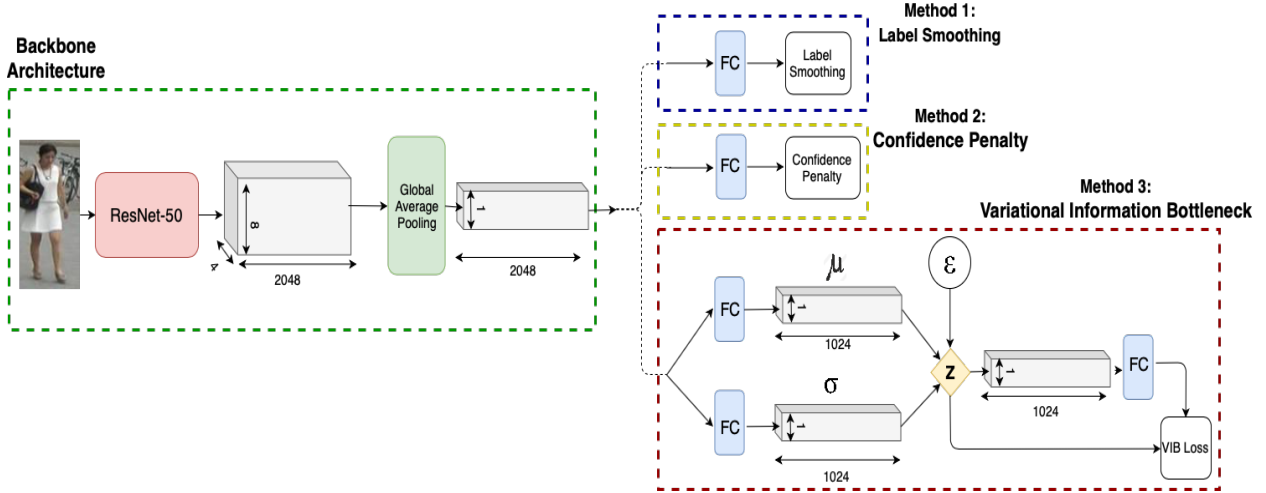 Backbone
Architecture
ResNet-50
8
4
2048
Global
Average
Pooling
1
2048
Method 1:
Label Smoothing
FC
Label
Smoothing
Method 2:
Confidence Penalty
FC
Confidence
Penalty
Method 3:
Variational Information Bottleneck
FC
μ
1
1024
FC
σ
1
1024
ε
Z
1
1024
FC
VIB Loss